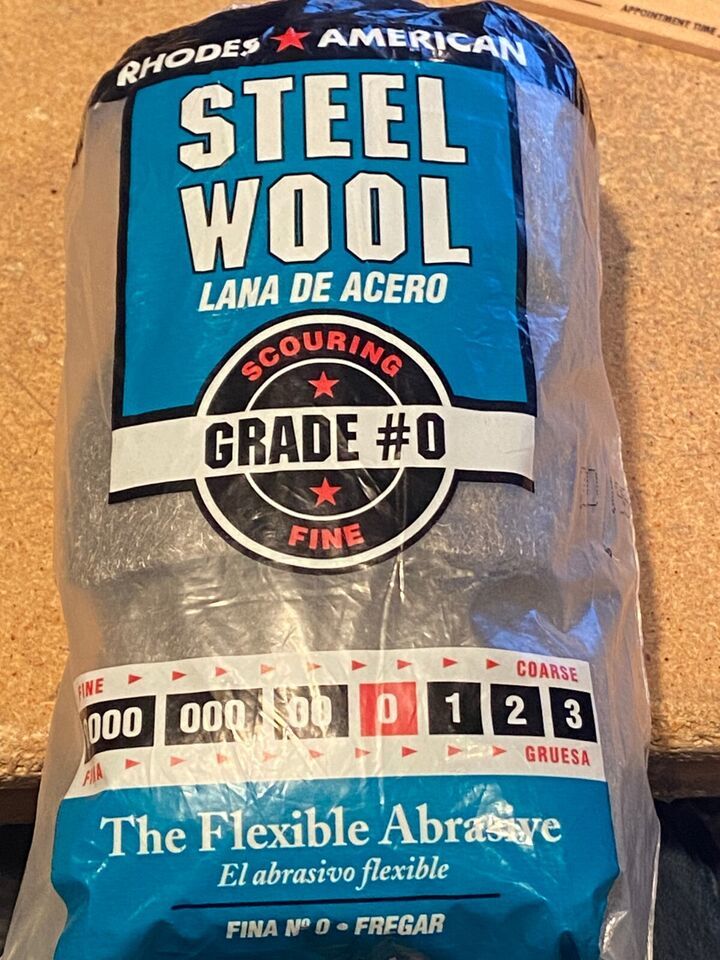 APPOINTMENT TIME
RHODES ★ AMERICAN
STEEL
WOOL
LANA DE ACERO
SCOURING
GRADE #0
FINE
FINE COARSE
000 000 00 0 1 2 3
FINA GRUESA
The Flexible Abrasive
El abrasivo flexible
FINA Nº 0 • FREGAR